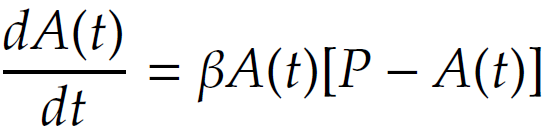 dA(t)/dt = βA(t)[P − A(t)]